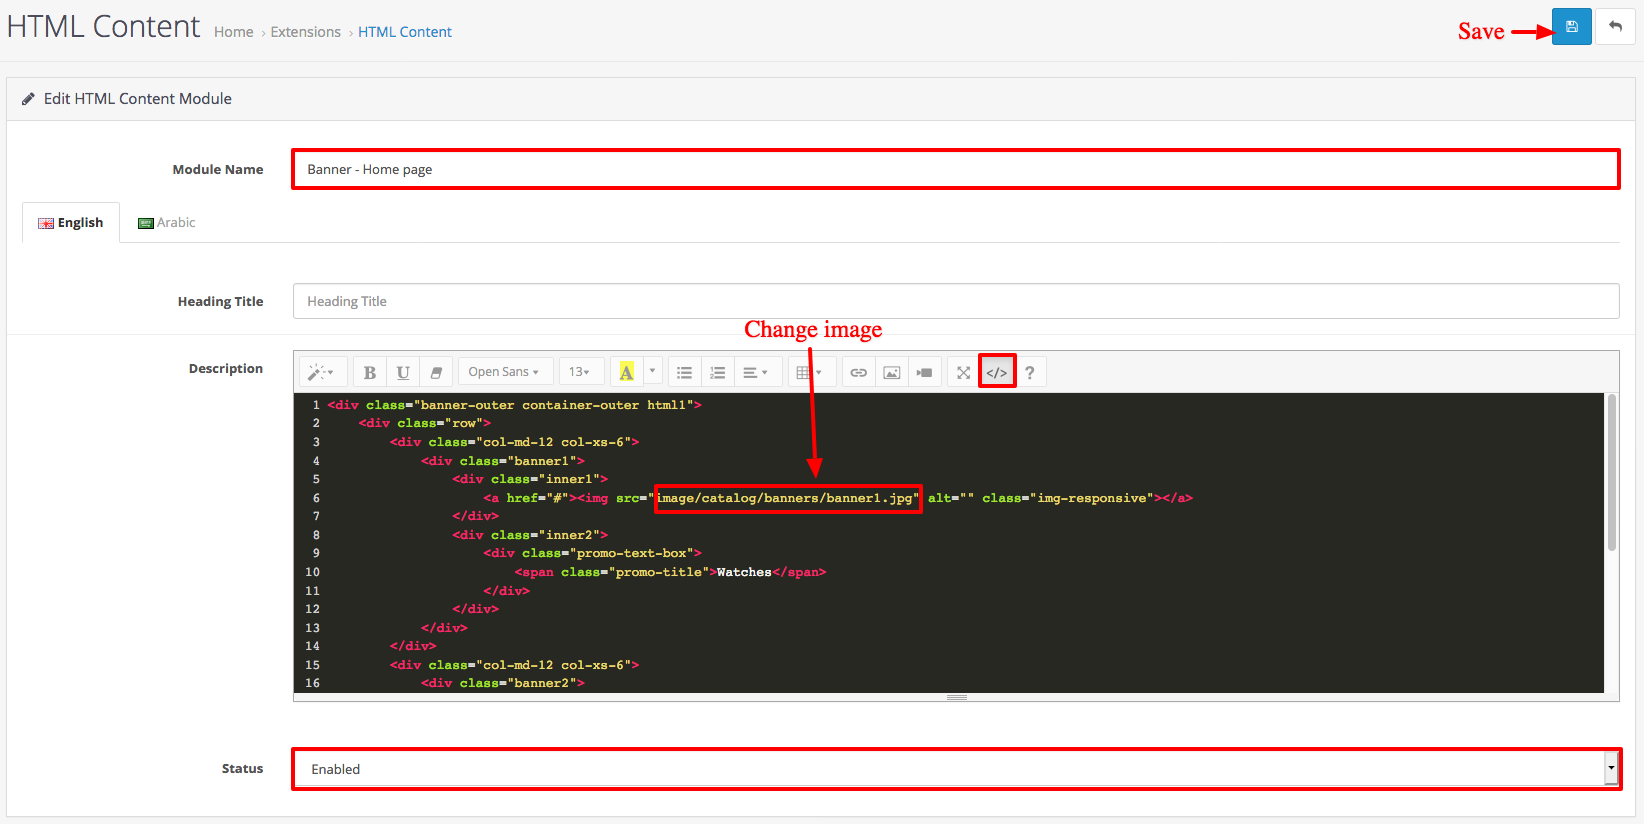 HTML Content Home › Extensions › HTML Content
Save
Edit HTML Content Module
Module Name Banner - Home page
English Arabic
Heading Title Heading Title
Change image
Description
B U Open Sans 13 A </> ?
1 <div class="banner-outer container-outer html1">
2 <div class="row">
3 <div class="col-md-12 col-xs-6">
4 <div class="banner1">
5 <div class="inner1">
6 <a href="#"><img src="image/catalog/banners/banner1.jpg" alt="" class="img-responsive"></a>
7 </div>
8 <div class="inner2">
9 <div class="promo-text-box">
10 <span class="promo-title">Watches</span>
11 </div>
12 </div>
13 </div>
14 </div>
15 <div class="col-md-12 col-xs-6">
16 <div class="banner2">
Status Enabled